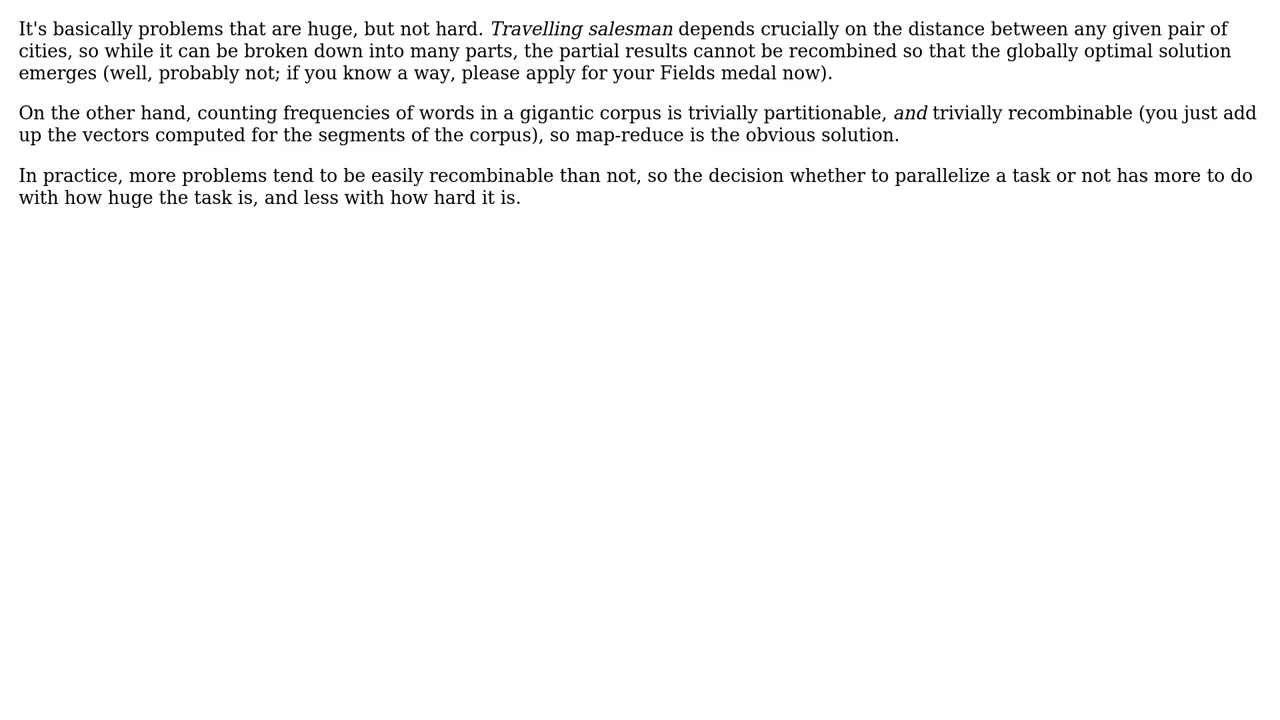 It's basically problems that are huge, but not hard. Travelling salesman depends crucially on the distance between any given pair of
cities, so while it can be broken down into many parts, the partial results cannot be recombined so that the globally optimal solution
emerges (well, probably not; if you know a way, please apply for your Fields medal now).
On the other hand, counting frequencies of words in a gigantic corpus is trivially partitionable, and trivially recombinable (you just add
up the vectors computed for the segments of the corpus), so map-reduce is the obvious solution.
In practice, more problems tend to be easily recombinable than not, so the decision whether to parallelize a task or not has more to do
with how huge the task is, and less with how hard it is.